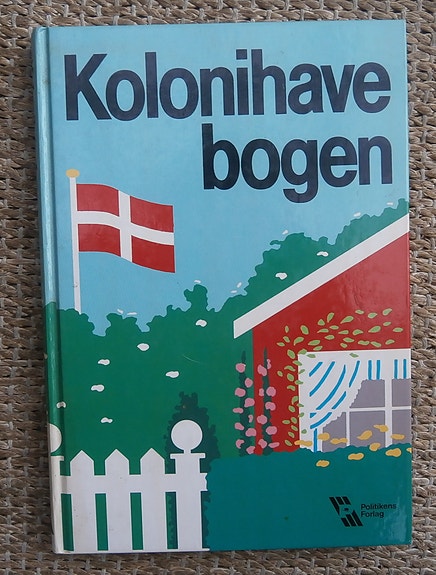 Kolonihave
bogen
Politikens
Forlag